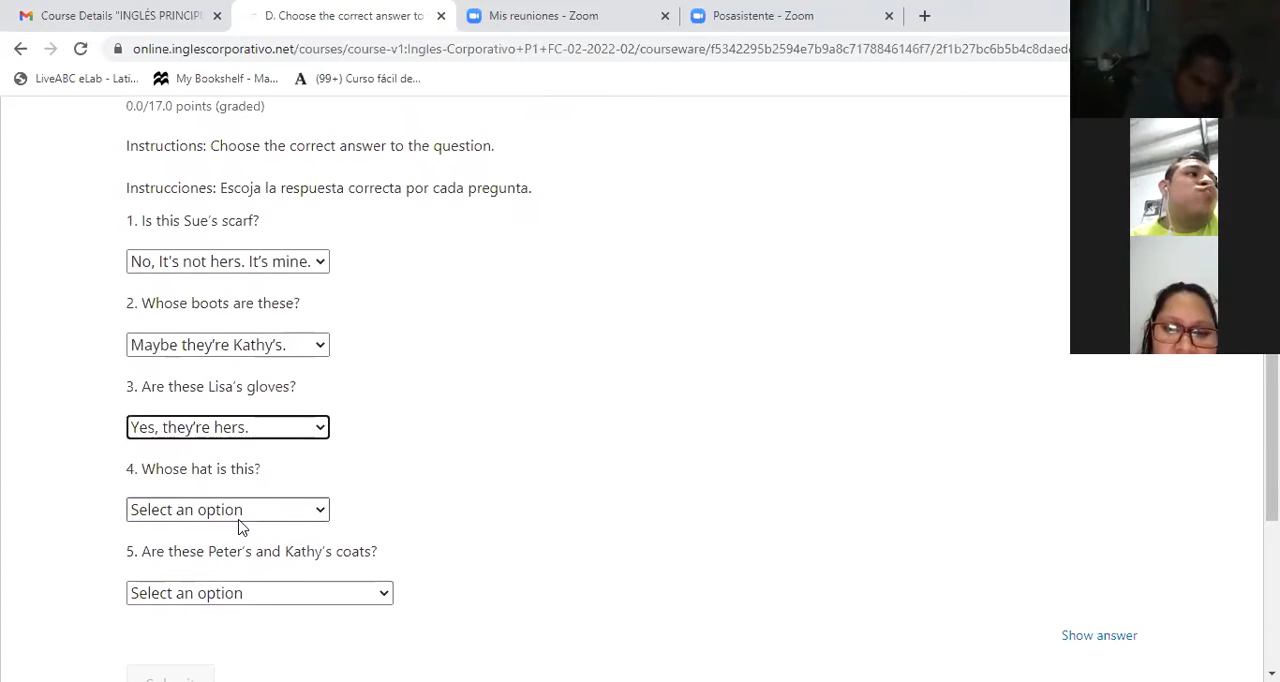 Course Details "INGLÉS PRINCIPI
D. Choose the correct answer to
Mis reuniones - Zoom
Posasistente - Zoom
online.inglescorporativo.net/courses/course-v1:Ingles-Corporativo+P1+FC-02-2022-02/courseware/f5342295b2594e7b9a8c7178846146f7/2f1b27bc6b5b4c8daed
LiveABC eLab - Lati...
My Bookshelf - Ma...
(99+) Curso fácil de...
0.0/17.0 points (graded)
Instructions: Choose the correct answer to the question.
Instrucciones: Escoja la respuesta correcta por cada pregunta.
1. Is this Sue's scarf?
No, It's not hers. It's mine.
2. Whose boots are these?
Maybe they're Kathy's.
3. Are these Lisa's gloves?
Yes, they're hers.
4. Whose hat is this?
Select an option
5. Are these Peter's and Kathy's coats?
Select an option
Show answer
Submit